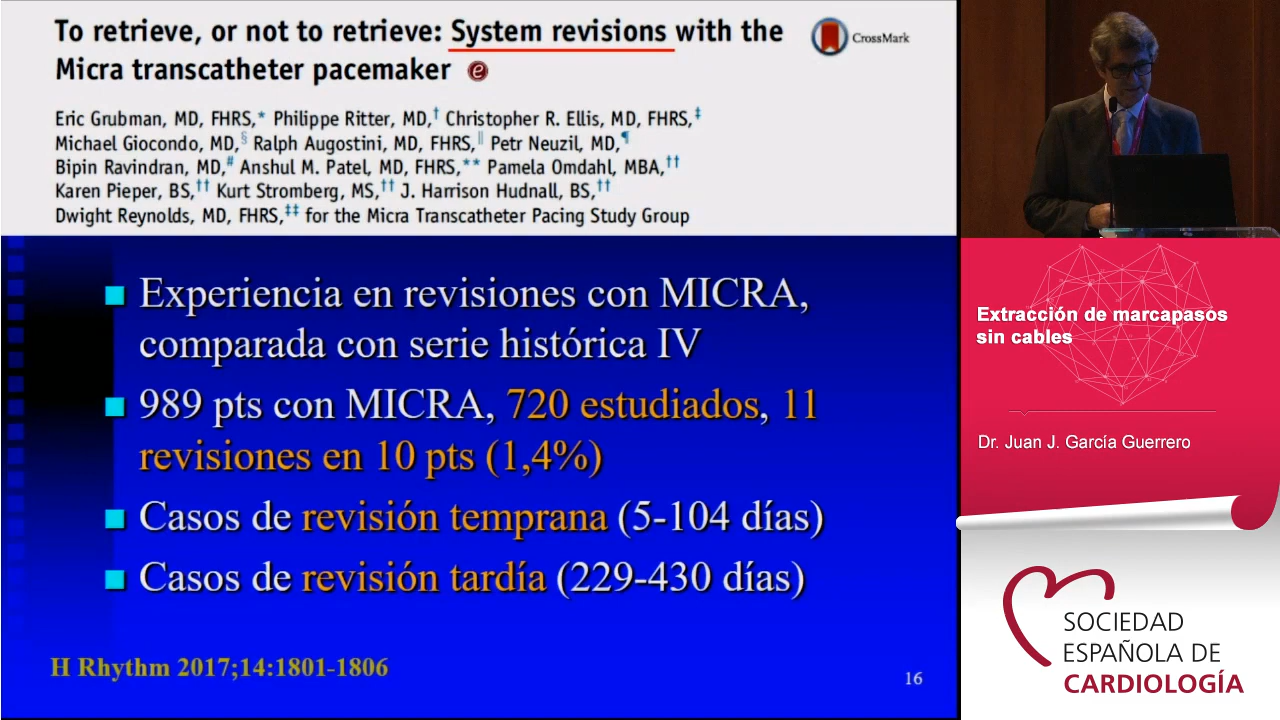 To retrieve, or not to retrieve: System revisions with the
Micra transcatheter pacemaker e
CrossMark
Eric Grubman, MD, FHRS,* Philippe Ritter, MD,† Christopher R. Ellis, MD, FHRS,‡
Michael Giocondo, MD,§ Ralph Augostini, MD, FHRS,|| Petr Neuzil, MD,¶
Bipin Ravindran, MD,# Anshul M. Patel, MD, FHRS,** Pamela Omdahl, MBA,††
Karen Pieper, BS,†† Kurt Stromberg, MS,†† J. Harrison Hudnall, BS,††
Dwight Reynolds, MD, FHRS,‡‡ for the Micra Transcatheter Pacing Study Group
Experiencia en revisiones con MICRA,
comparada con serie histórica IV
989 pts con MICRA, 720 estudiados, 11
revisiones en 10 pts (1,4%)
Casos de revisión temprana (5-104 días)
Casos de revisión tardía (229-430 días)
H Rhythm 2017;14:1801-1806
16
Extracción de marcapasos
sin cables
Dr. Juan J. García Guerrero
SOCIEDAD
ESPAÑOLA DE
CARDIOLOGÍA